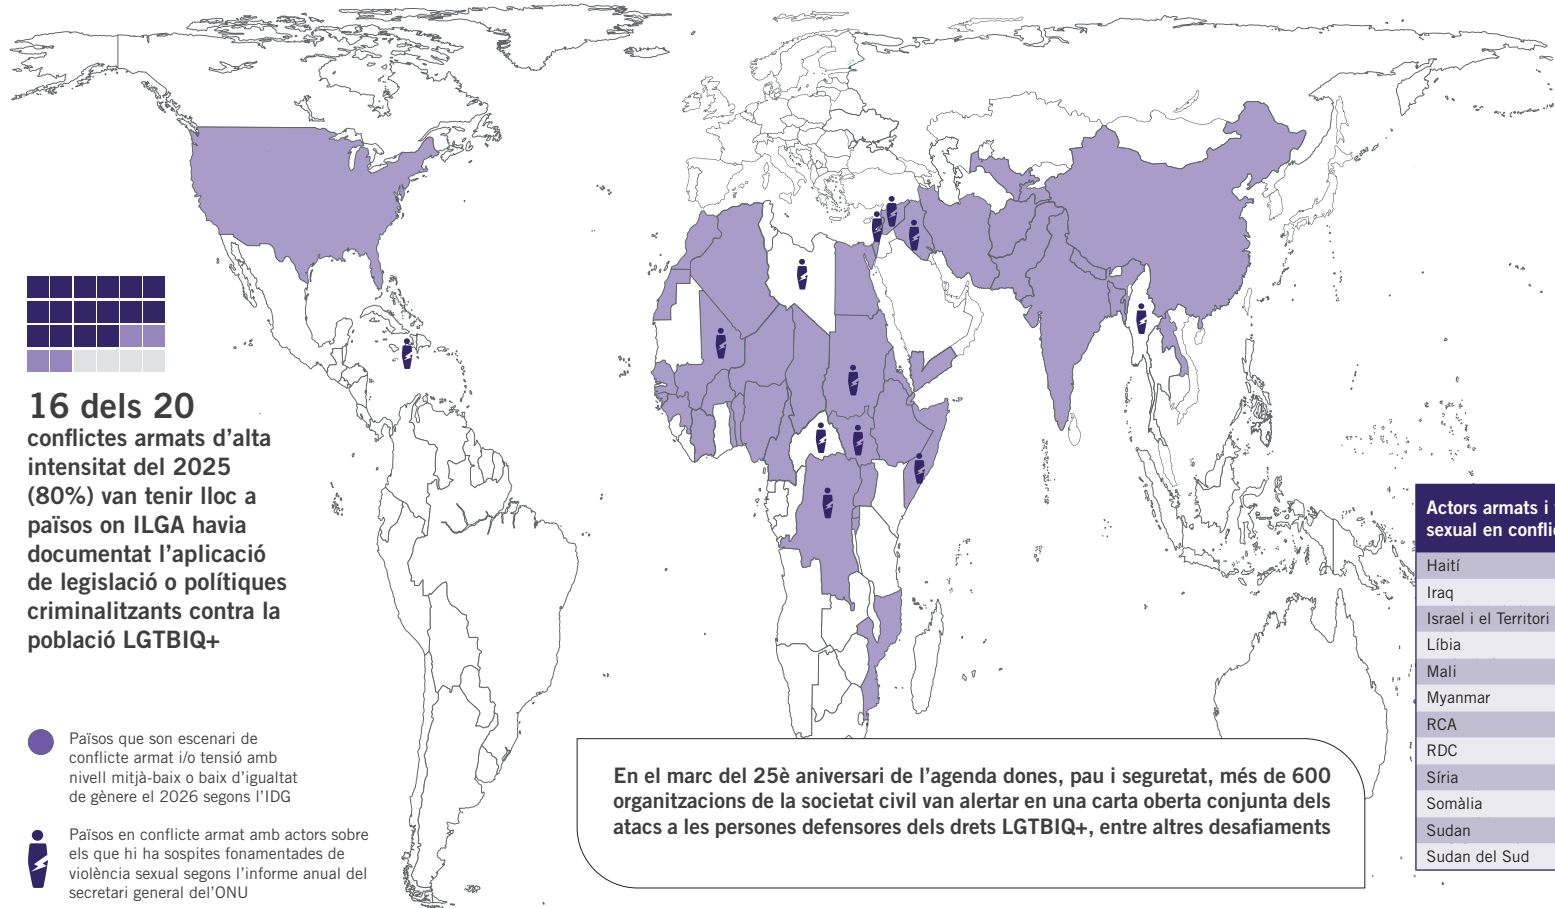 16 dels 20
conflictes armats d’alta
intensitat del 2025
(80%) van tenir lloc a
països on ILGA havia
documentat l’aplicació
de legislació o polítiques
criminalitzants contra la
població LGTBIQ+
Països que son escenari de
conflicte armat i/o tensió amb
nivell mitjà-baix o baix d’igualtat
de gènere el 2026 segons l’IDG
Països en conflicte armat amb actors sobre
els que hi ha sospites fonamentades de
violència sexual segons l’informe anual del
secretari general del’ONU
En el marc del 25è aniversari de l’agenda dones, pau i seguretat, més de 600
organitzacions de la societat civil van alertar en una carta oberta conjunta dels
atacs a les persones defensores dels drets LGTBIQ+, entre altres desafiaments
Actors armats i
sexual en conflic
Haití
Iraq
Israel i el Territori
Líbia
Mali
Myanmar
RCA
RDC
Síria
Somàlia
Sudan
Sudan del Sud